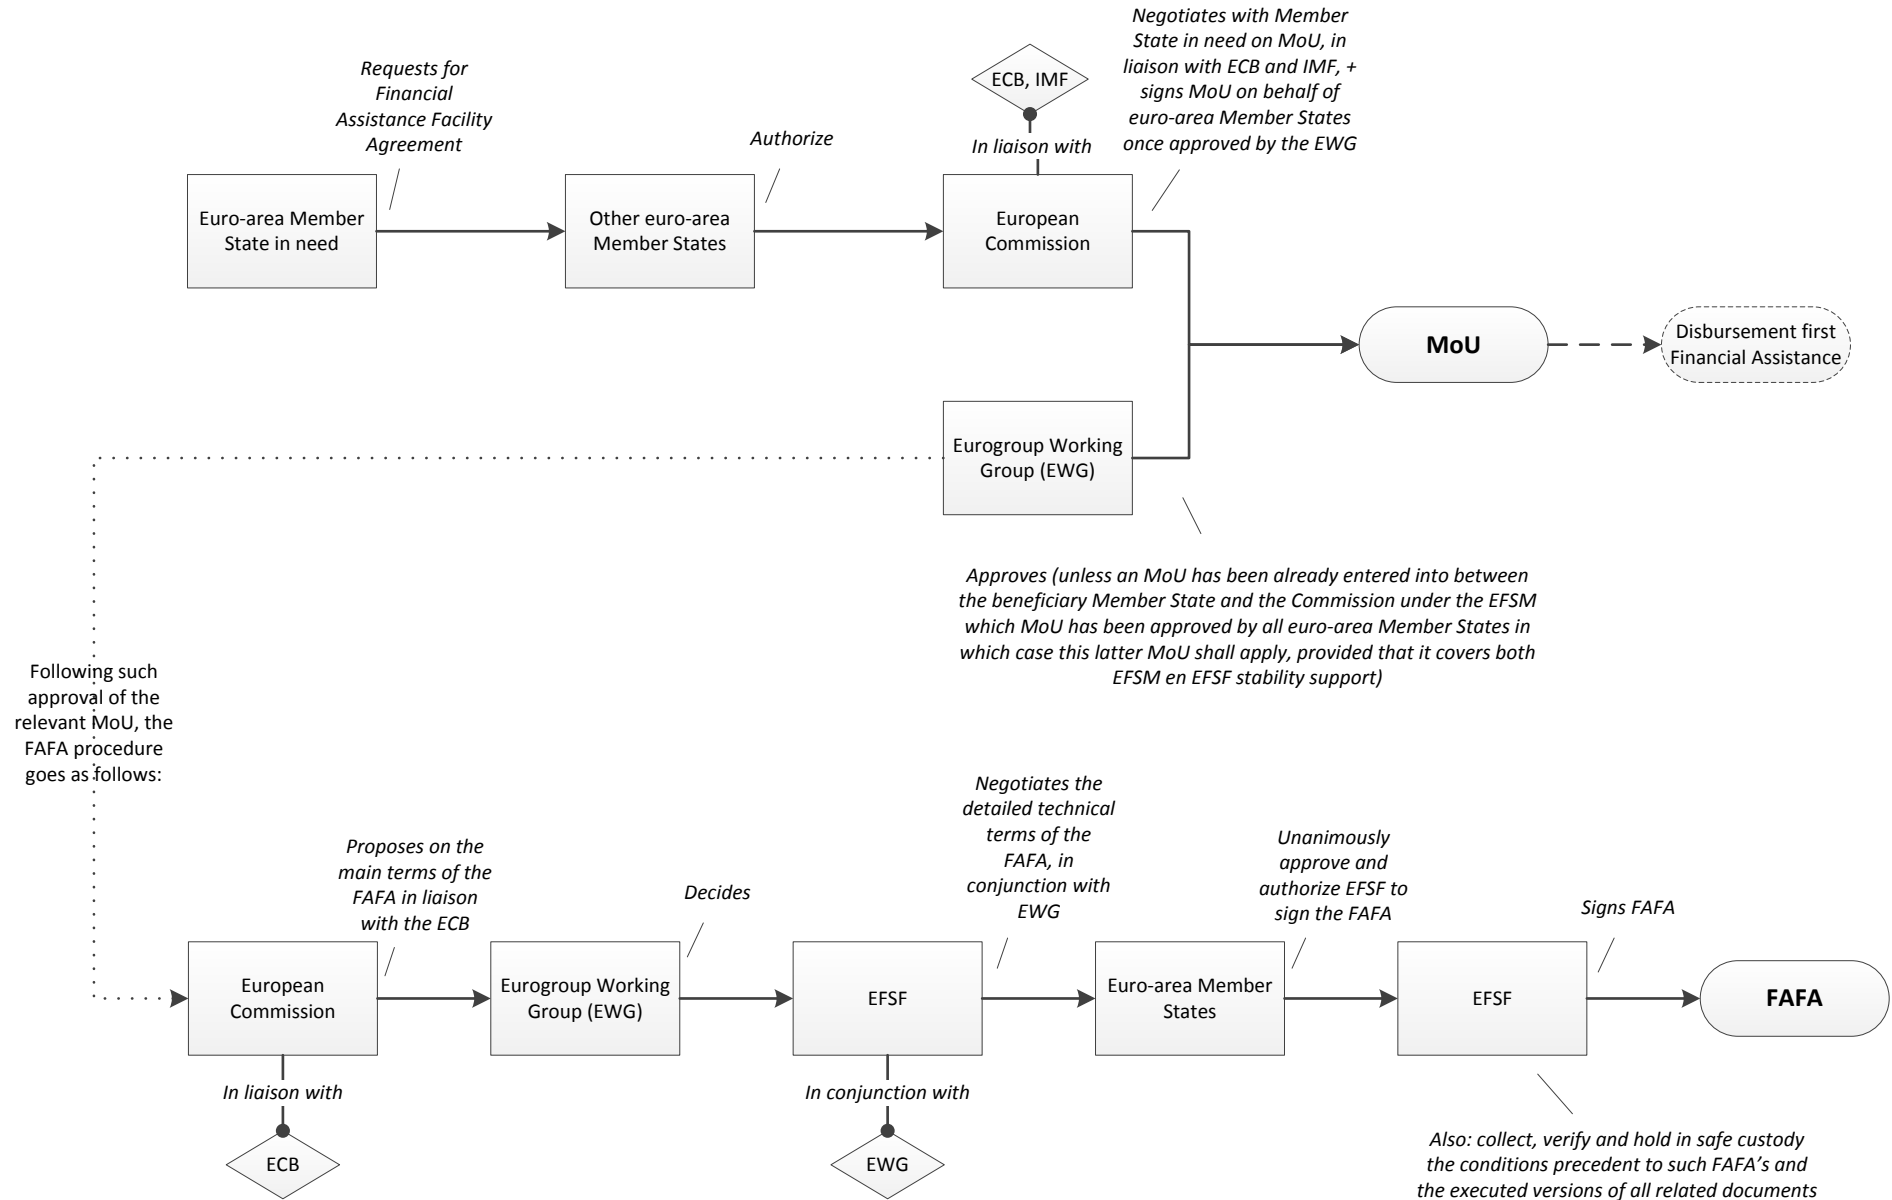 Negotiates with Member
State in need on MoU, in
liaison with ECB and IMF, +
signs MoU on behalf of
euro-area Member States
once approved by the EWG
Requests for
Financial
Assistance Facility
Agreement
Authorize
ECB, IMF
In liaison with
Euro-area Member
State in need
Other euro-area
Member States
European
Commission
MoU
Disbursement first
Financial Assistance
Eurogroup Working
Group (EWG)
Approves (unless an MoU has been already entered into between
the beneficiary Member State and the Commission under the EFSM
which MoU has been approved by all euro-area Member States in
which case this latter MoU shall apply, provided that it covers both
EFSM en EFSF stability support)
Following such
approval of the
relevant MoU, the
FAFA procedure
goes as follows:
Proposes on the
main terms of the
FAFA in liaison
with the ECB
Decides
Negotiates the
detailed technical
terms of the
FAFA, in
conjunction with
EWG
Unanimously
approve and
authorize EFSF to
sign the FAFA
Signs FAFA
European
Commission
Eurogroup Working
Group (EWG)
EFSF
Euro-area Member
States
EFSF
FAFA
In liaison with
ECB
In conjunction with
EWG
Also: collect, verify and hold in safe custody
the conditions precedent to such FAFA's and
the executed versions of all related documents